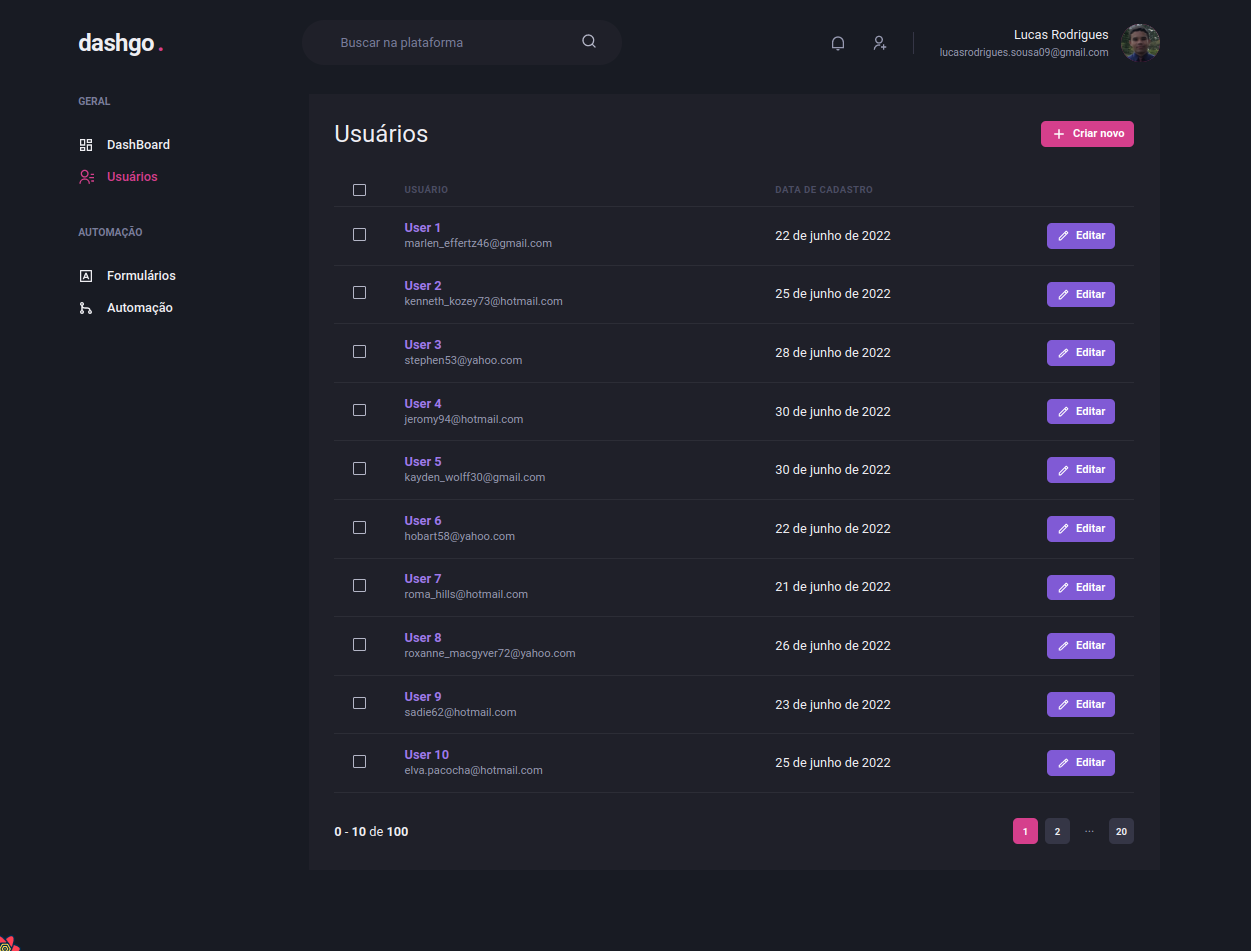 dashgo .
Buscar na plataforma
Lucas Rodrigues
lucasrodrigues.sousa09@gmail.com
GERAL
DashBoard
Usuários
AUTOMAÇÃO
Formulários
Automação
Usuários
Criar novo
USUÁRIO DATA DE CADASTRO
User 1
marlen_effertz46@gmail.com
22 de junho de 2022
Editar
User 2
kenneth_kozey73@hotmail.com
25 de junho de 2022
Editar
User 3
stephen53@yahoo.com
28 de junho de 2022
Editar
User 4
jeromy94@hotmail.com
30 de junho de 2022
Editar
User 5
kayden_wolff30@gmail.com
30 de junho de 2022
Editar
User 6
hobart58@yahoo.com
22 de junho de 2022
Editar
User 7
roma_hills@hotmail.com
21 de junho de 2022
Editar
User 8
roxanne_macgyver72@yahoo.com
26 de junho de 2022
Editar
User 9
sadie62@hotmail.com
23 de junho de 2022
Editar
User 10
elva.pacocha@hotmail.com
25 de junho de 2022
Editar
0 - 10 de 100
1 2 ... 20